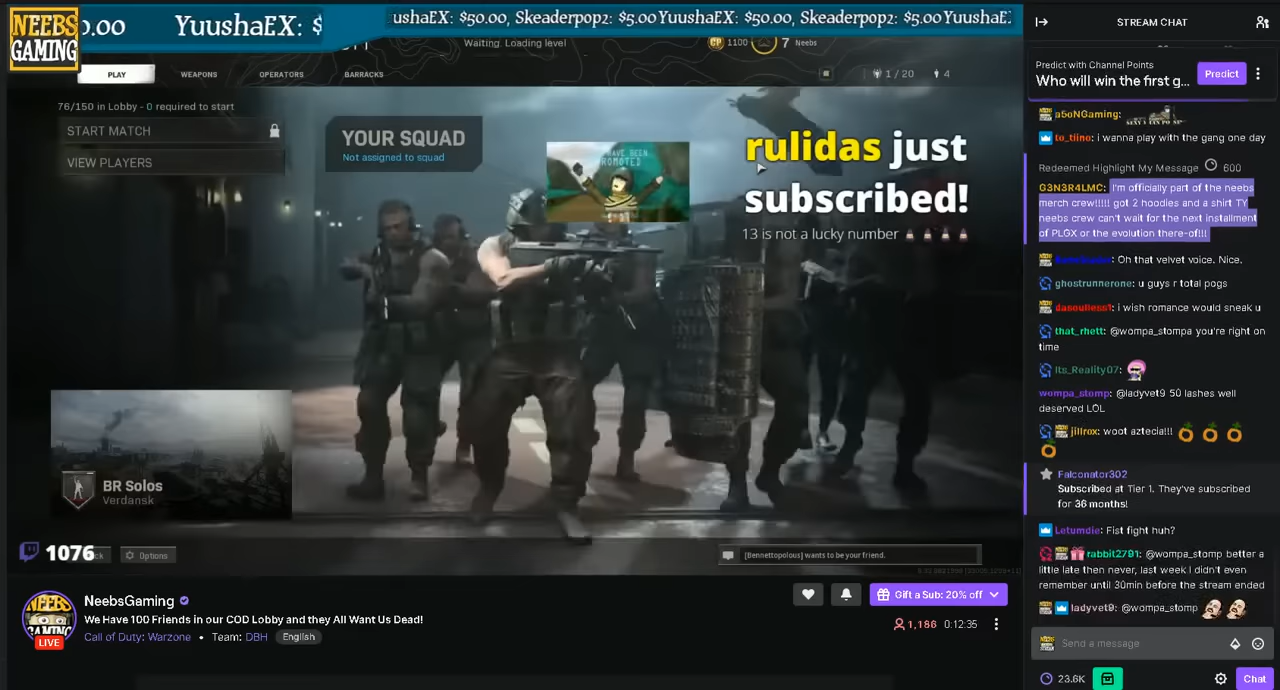 NEEBS
GAMING
0.00 YuushaEX: $
ushaEX: $50.00, Skeaderpop2: $5.00YuushaEX: $50.00, Skeaderpop2: $5.00YuushaE
Waiting. Loading level
CP 1100 7 Neebs
PLAY WEAPONS OPERATORS BARRACKS
1 / 20 4
76/150 in Lobby - 0 required to start
START MATCH
VIEW PLAYERS
YOUR SQUAD
Not assigned to squad
HAVE BEEN
PROMOTED
rulidas just
subscribed!
13 is not a lucky number
BR Solos
Verdansk
1076
Options
[Bennettopolous] wants to be your friend.
NEEBS
GAMING
LIVE
NeebsGaming
We Have 100 Friends in our COD Lobby and they All Want Us Dead!
Call of Duty: Warzone • Team: DBH English
Gift a Sub: 20% off
1,186 0:12:35
STREAM CHAT
Predict with Channel Points
Who will win the first g...
Predict
a5oNGaming:
to_tiino: i wanna play with the gang one day
Redeemed Highlight My Message 600
G3N3R4LMC: I'm officially part of the neebs
merch crew!!!!! got 2 hoodies and a shirt TY
neebs crew can't wait for the next installment
of PLGX or the evolution there-of!!!
: Oh that velvet voice. Nice.
ghostrunnerone: u guys r total pogs
dasoulless1: i wish romance would sneak u
that_rhett: @wompa_stompa you're right on
time
Its_Reality07:
wompa_stomp: @ladyvet9 50 lashes well
deserved LOL
jillrox: woot aztecia!!!
Falconator302
Subscribed at Tier 1. They've subscribed
for 36 months!
Letumdie: Fist fight huh?
rabbit2791: @wompa_stomp better a
little late then never, last week I didn't even
remember until 30min before the stream ended
ladyvet9: @wompa_stomp
Send a message
23.6K
Chat